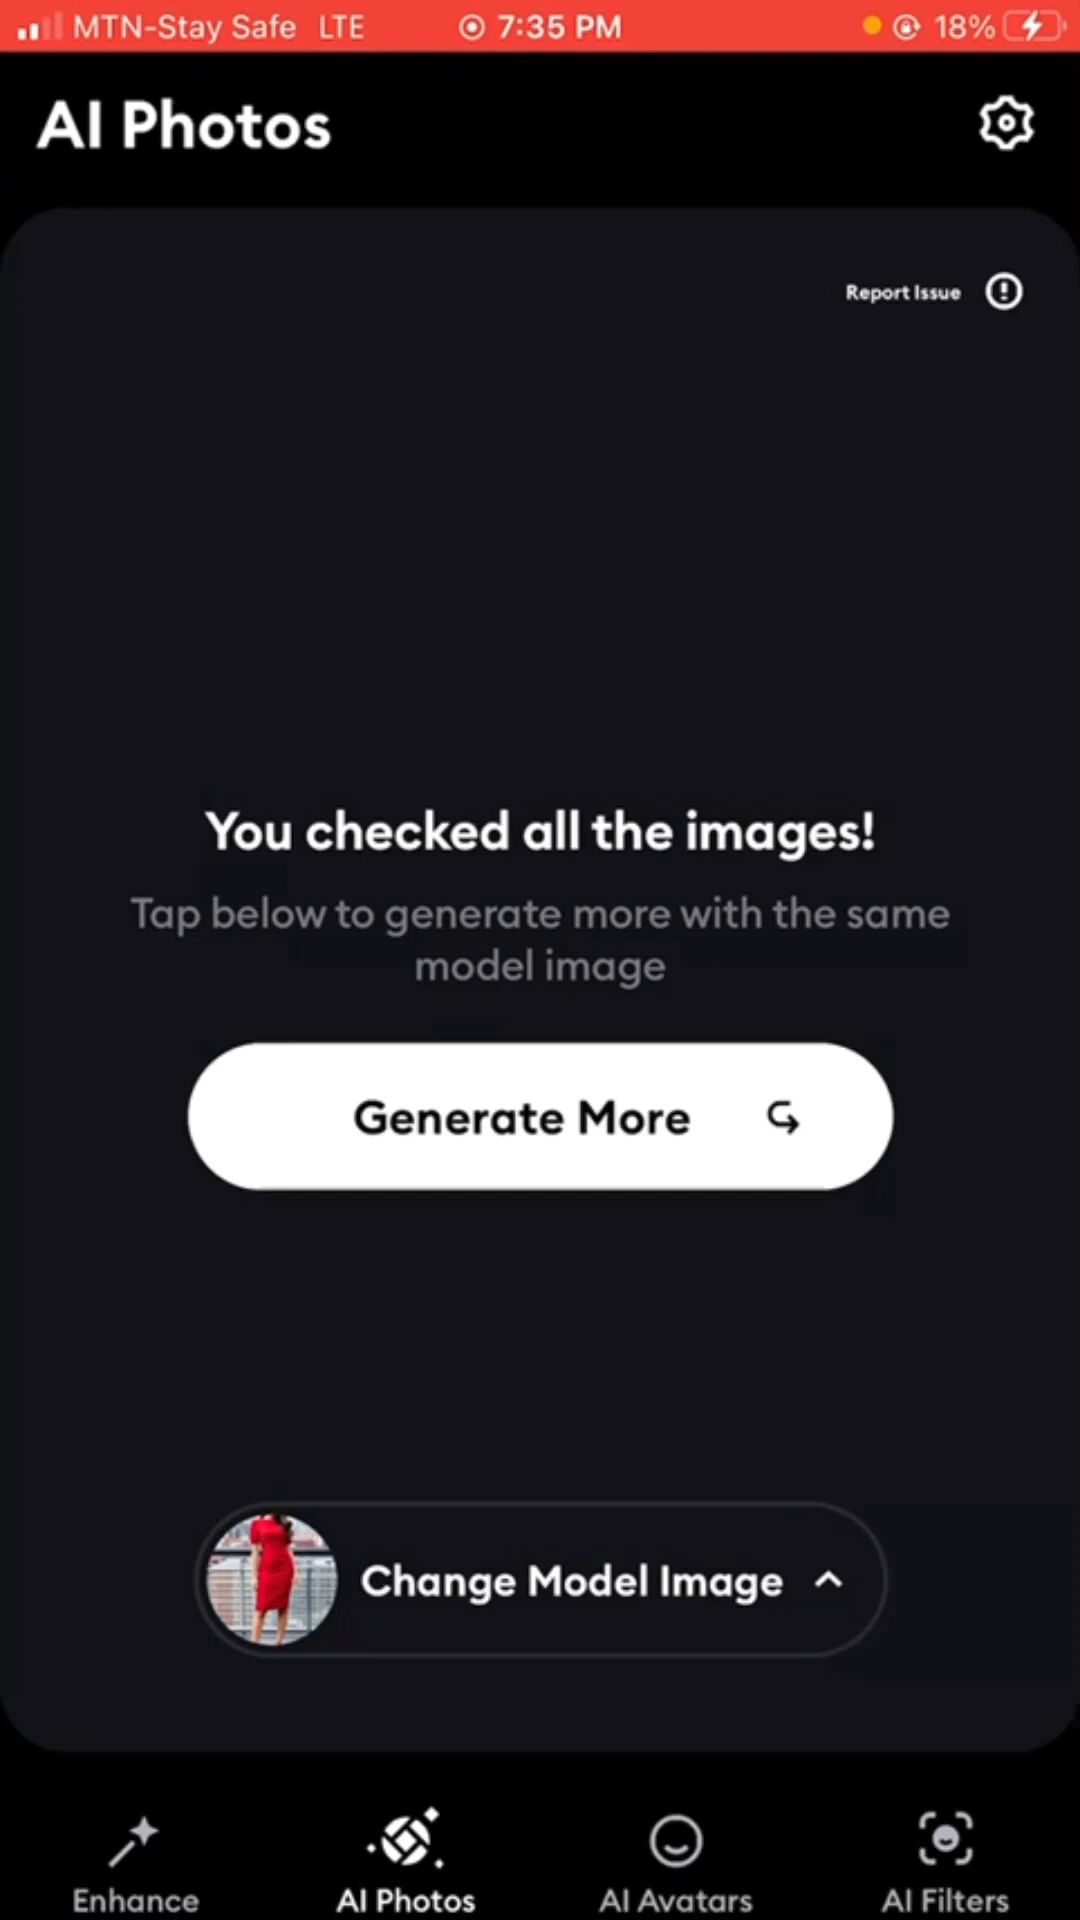 MTN-Stay Safe LTE 7:35 PM 18%
AI Photos
Report Issue
You checked all the images!
Tap below to generate more with the same
model image
Generate More
Change Model Image
Enhance AI Photos AI Avatars AI Filters